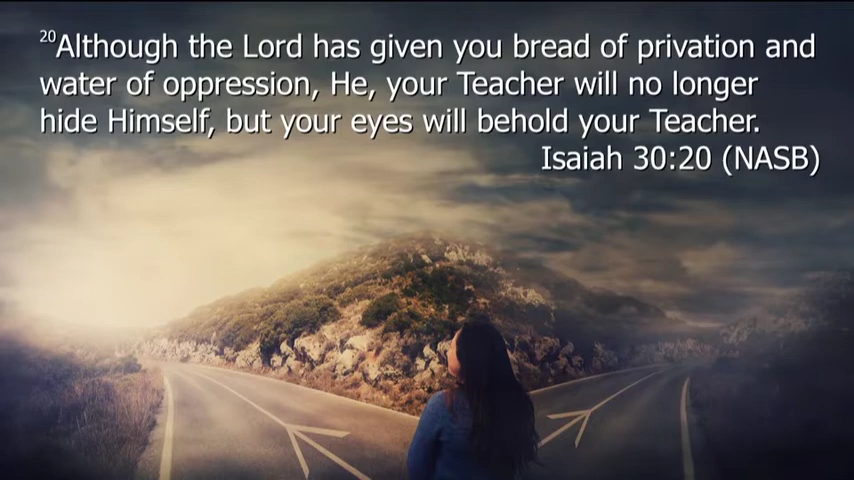 20Although the Lord has given you bread of privation and
water of oppression, He, your Teacher will no longer
hide Himself, but your eyes will behold your Teacher.
Isaiah 30:20 (NASB)